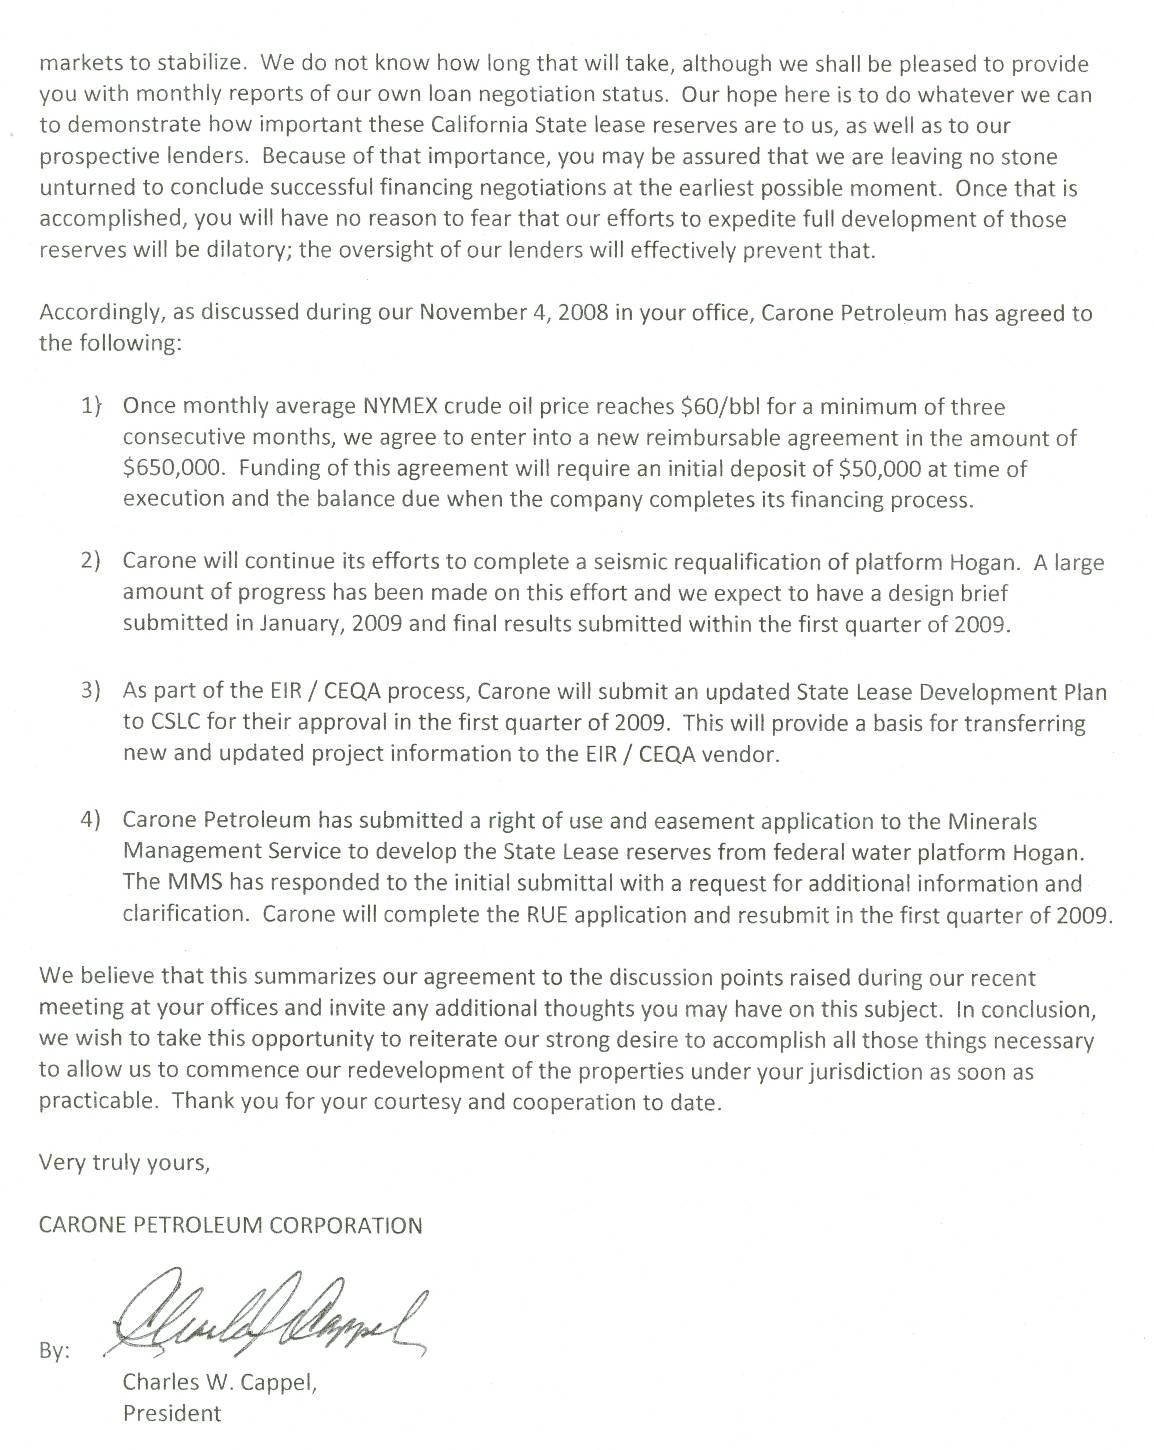 markets to stabilize. We do not know how long that will take, although we shall be pleased to provide
you with monthly reports of our own loan negotiation status. Our hope here is to do whatever we can
to demonstrate how important these California State lease reserves are to us, as well as to our
prospective lenders. Because of that importance, you may be assured that we are leaving no stone
unturned to conclude successful financing negotiations at the earliest possible moment. Once that is
accomplished, you will have no reason to fear that our efforts to expedite full development of those
reserves will be dilatory; the oversight of our lenders will effectively prevent that.
Accordingly, as discussed during our November 4, 2008 in your office, Carone Petroleum has agreed to
the following:
1) Once monthly average NYMEX crude oil price reaches $60/bbl for a minimum of three
consecutive months, we agree to enter into a new reimbursable agreement in the amount of
$650,000. Funding of this agreement will require an initial deposit of $50,000 at time of
execution and the balance due when the company completes its financing process.
2) Carone will continue its efforts to complete a seismic requalification of platform Hogan. A large
amount of progress has been made on this effort and we expect to have a design brief
submitted in January, 2009 and final results submitted within the first quarter of 2009.
3) As part of the EIR / CEQA process, Carone will submit an updated State Lease Development Plan
to CSLC for their approval in the first quarter of 2009. This will provide a basis for transferring
new and updated project information to the EIR / CEQA vendor.
4) Carone Petroleum has submitted a right of use and easement application to the Minerals
Management Service to develop the State Lease reserves from federal water platform Hogan.
The MMS has responded to the initial submittal with a request for additional information and
clarification. Carone will complete the RUE application and resubmit in the first quarter of 2009.
We believe that this summarizes our agreement to the discussion points raised during our recent
meeting at your offices and invite any additional thoughts you may have on this subject. In conclusion,
we wish to take this opportunity to reiterate our strong desire to accomplish all those things necessary
to allow us to commence our redevelopment of the properties under your jurisdiction as soon as
practicable. Thank you for your courtesy and cooperation to date.
Very truly yours,
CARONE PETROLEUM CORPORATION
By:
Charles W. Cappel,
President